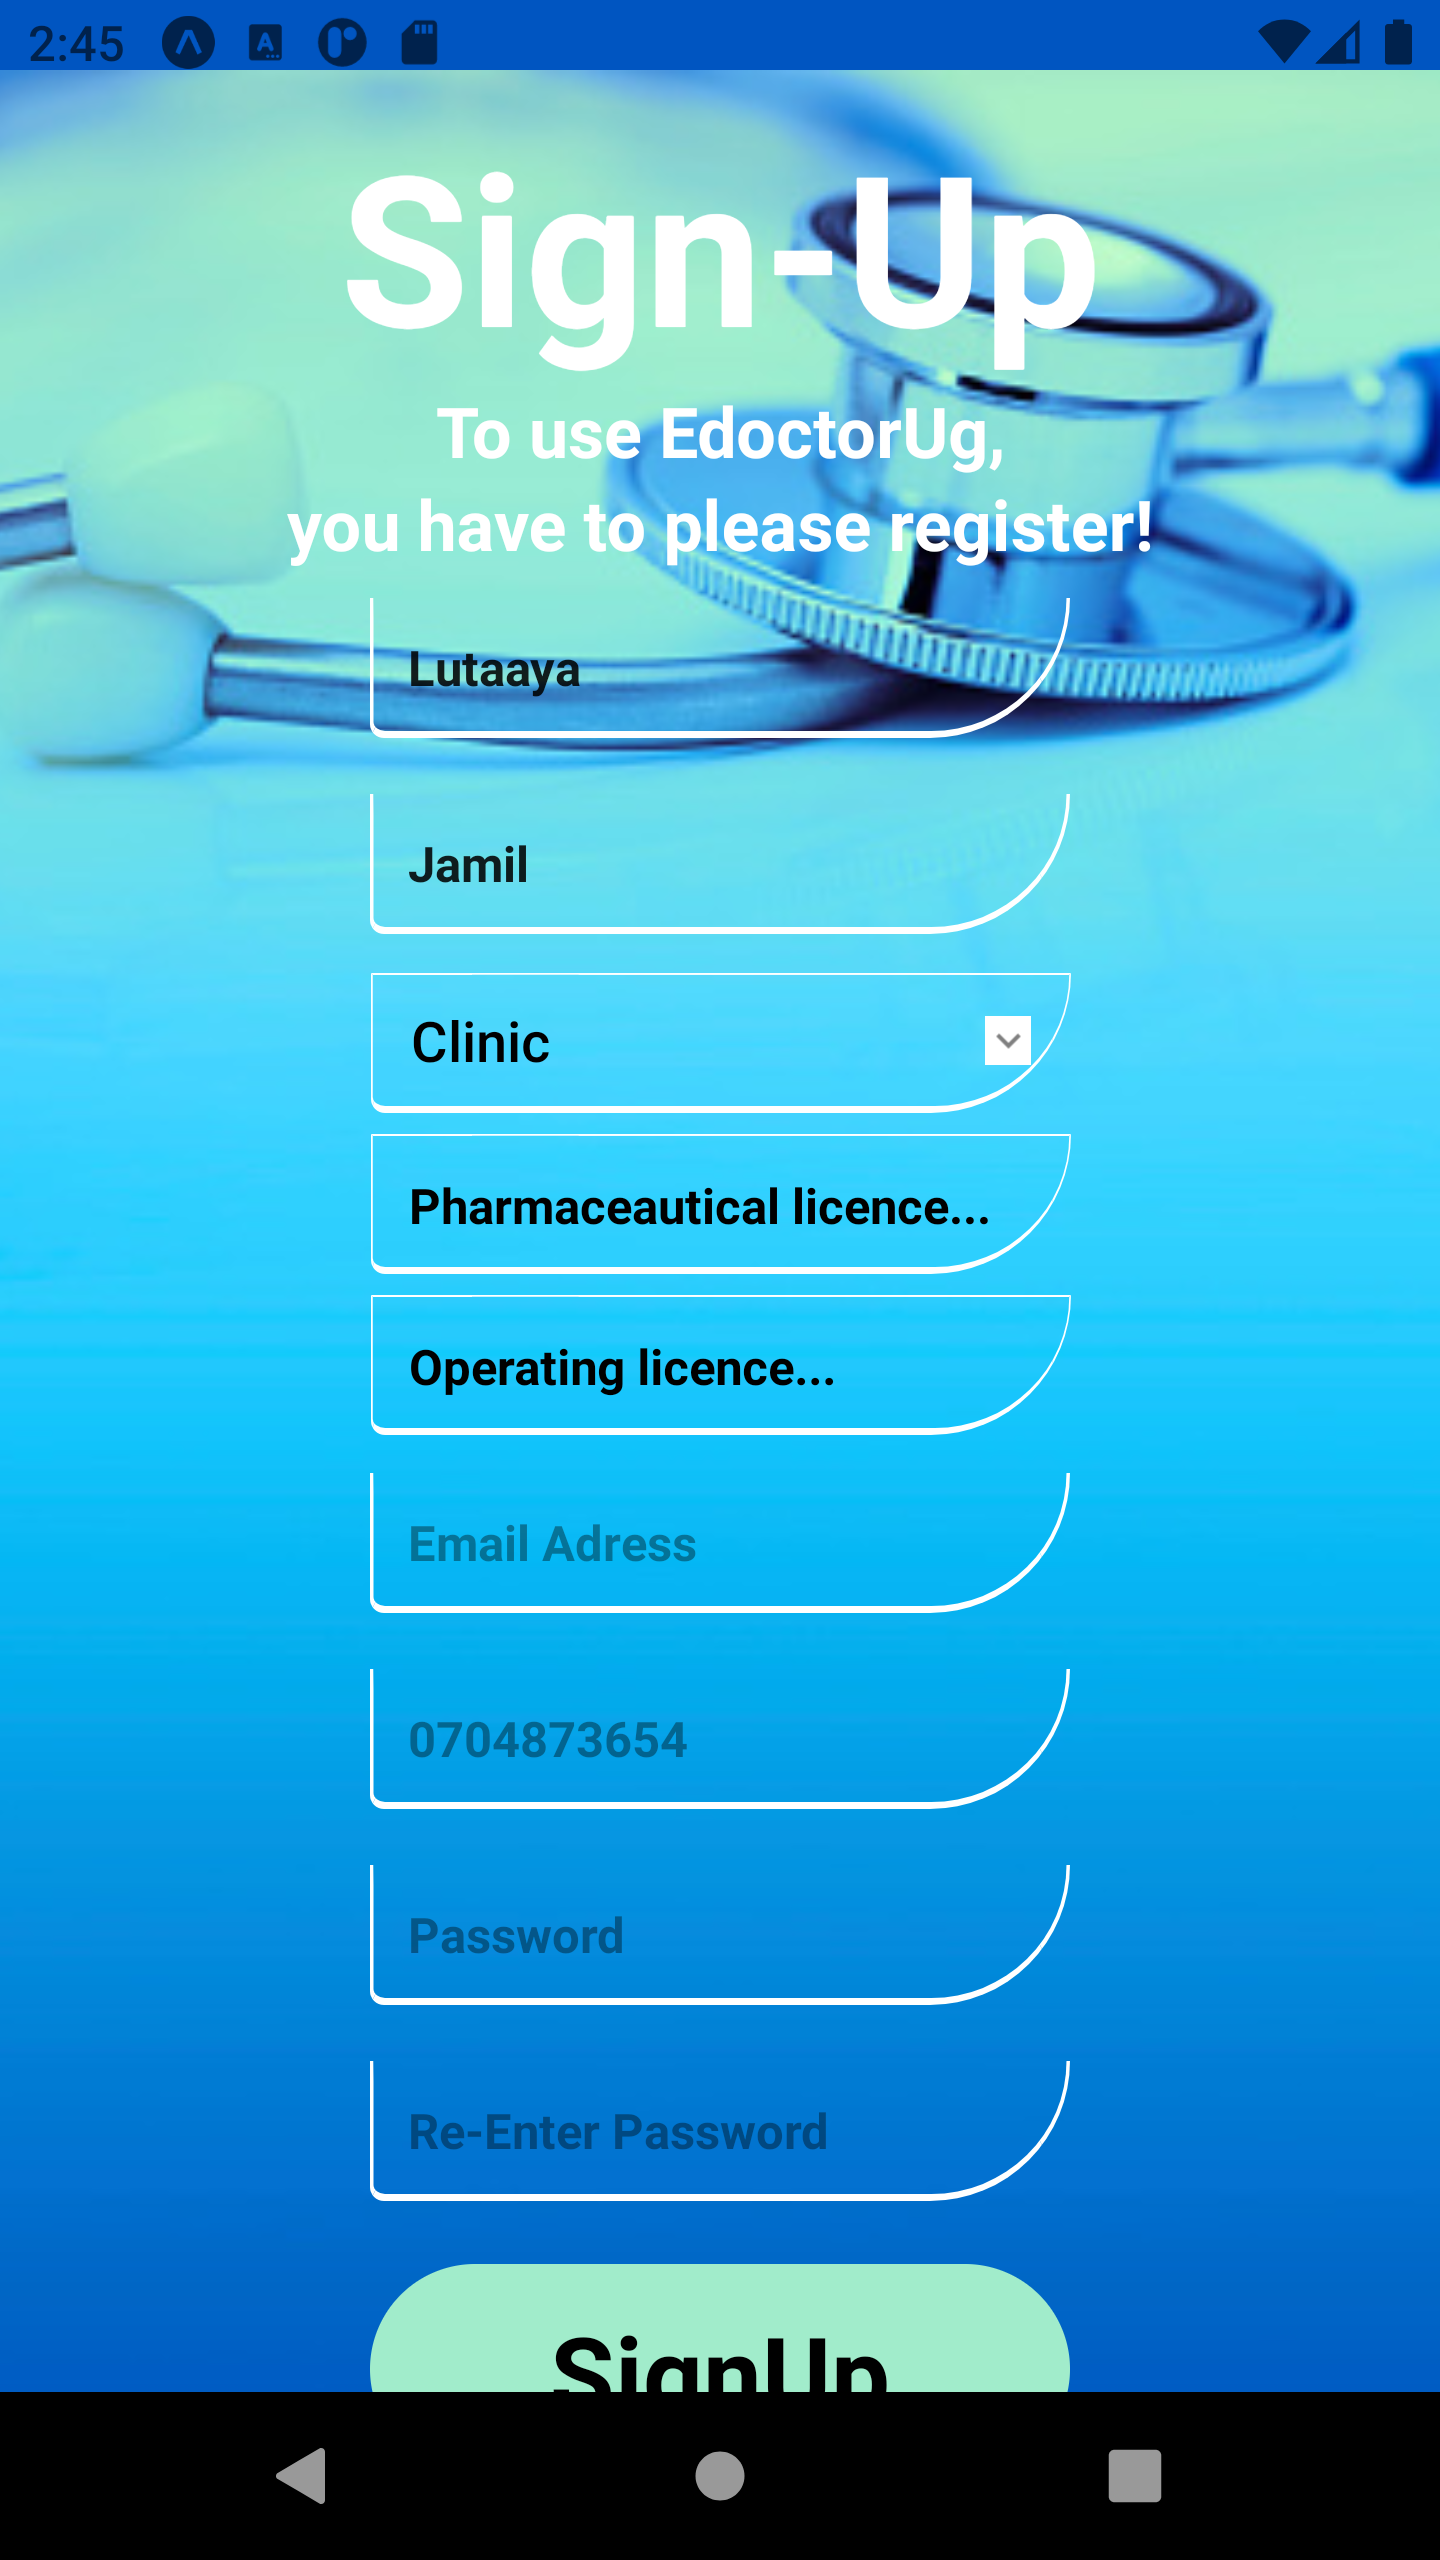 2:45
Sign-Up
To use EdoctorUg,
you have to please register!
Lutaaya
Jamil
Clinic
Pharmaceautical licence...
Operating licence...
Email Adress
0704873654
Password
Re-Enter Password
SignUp